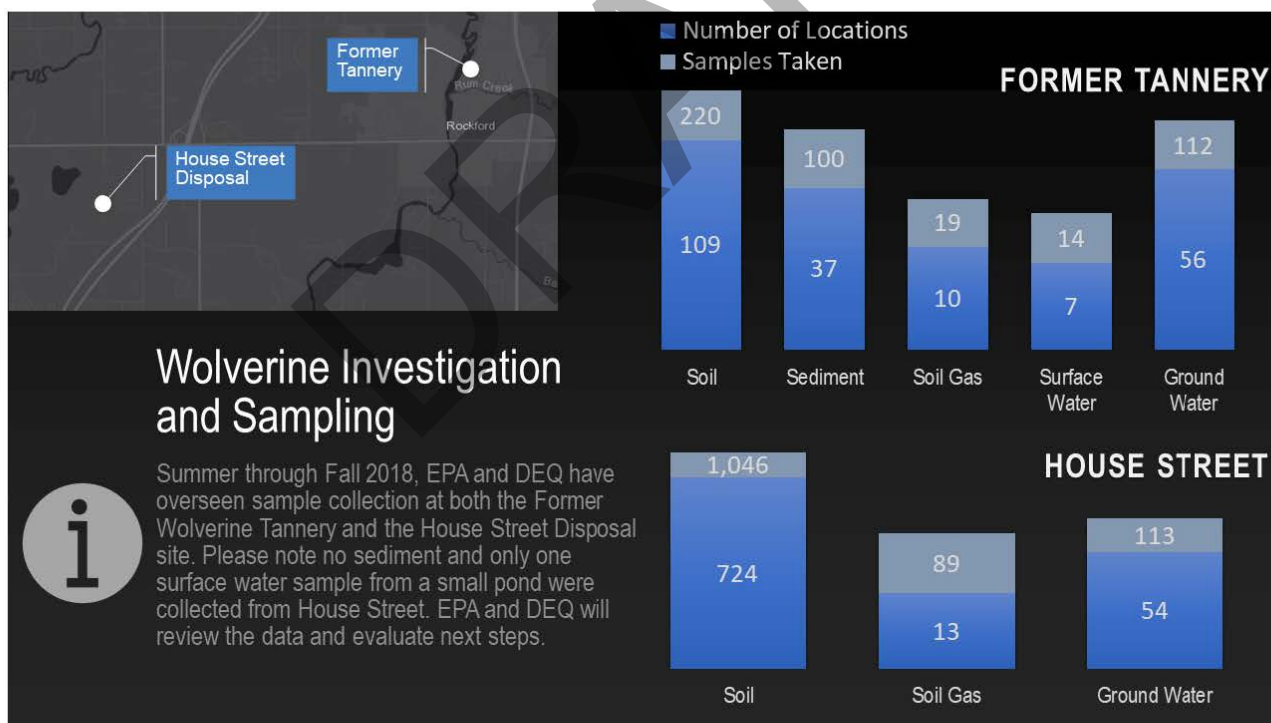 Former
Tannery
Rum Creek
Rockford
House Street
Disposal
Wolverine Investigation
and Sampling
i
Summer through Fall 2018, EPA and DEQ have
overseen sample collection at both the Former
Wolverine Tannery and the House Street Disposal
site. Please note no sediment and only one
surface water sample from a small pond were
collected from House Street. EPA and DEQ will
review the data and evaluate next steps.
Number of Locations
Samples Taken
FORMER TANNERY
220
100
19
14
112
109
37
10
7
56
Soil
Sediment
Soil Gas
Surface
Water
Ground
Water
HOUSE STREET
1,046
89
113
724
13
54
Soil
Soil Gas
Ground Water